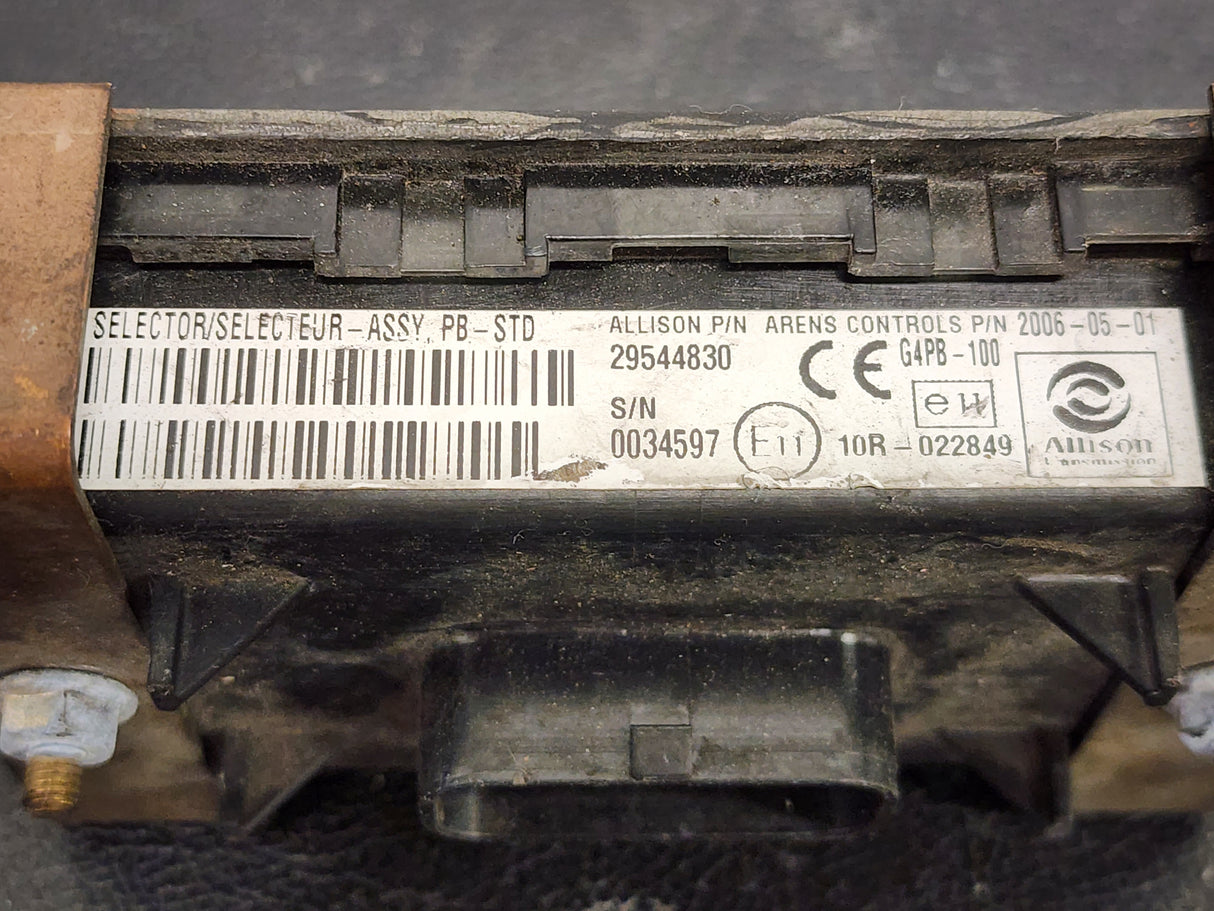 SELECTOR/SELECTEUR-ASSY, PB-STD
ALLISON P/N ARENS CONTROLS P/N 2006-05-01
29544830 CE G4PB-100
e11
S/N
0034597 E11 10R-022849
Allison
Transmission